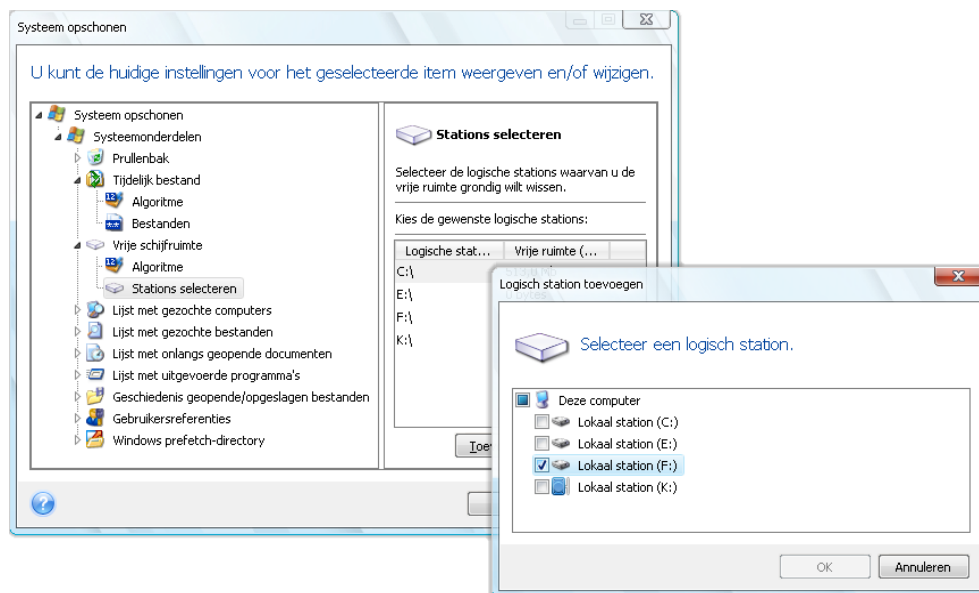 Systeem opschonen
U kunt de huidige instellingen voor het geselecteerde item weergeven en/of wijzigen.
Systeem opschonen
Systeemonderdelen
Prullenbak
Tijdelijk bestand
Algoritme
Bestanden
Vrije schijfruimte
Algoritme
Stations selecteren
Lijst met gezochte computers
Lijst met gezochte bestanden
Lijst met onlangs geopende documenten
Lijst met uitgevoerde programma's
Geschiedenis geopende/opgeslagen bestanden
Gebruikersreferenties
Windows prefetch-directory
Stations selecteren
Selecteer de logische stations waarvan u de
vrije ruimte grondig wilt wissen.
Kies de gewenste logische stations:
Logische stat... Vrije ruimte (...
C:\
E:\
F:\
K:\
Toe
Logisch station toevoegen
Selecteer een logisch station.
Deze computer
Lokaal station (C:)
Lokaal station (E:)
Lokaal station (F:)
Lokaal station (K:)
OK Annuleren